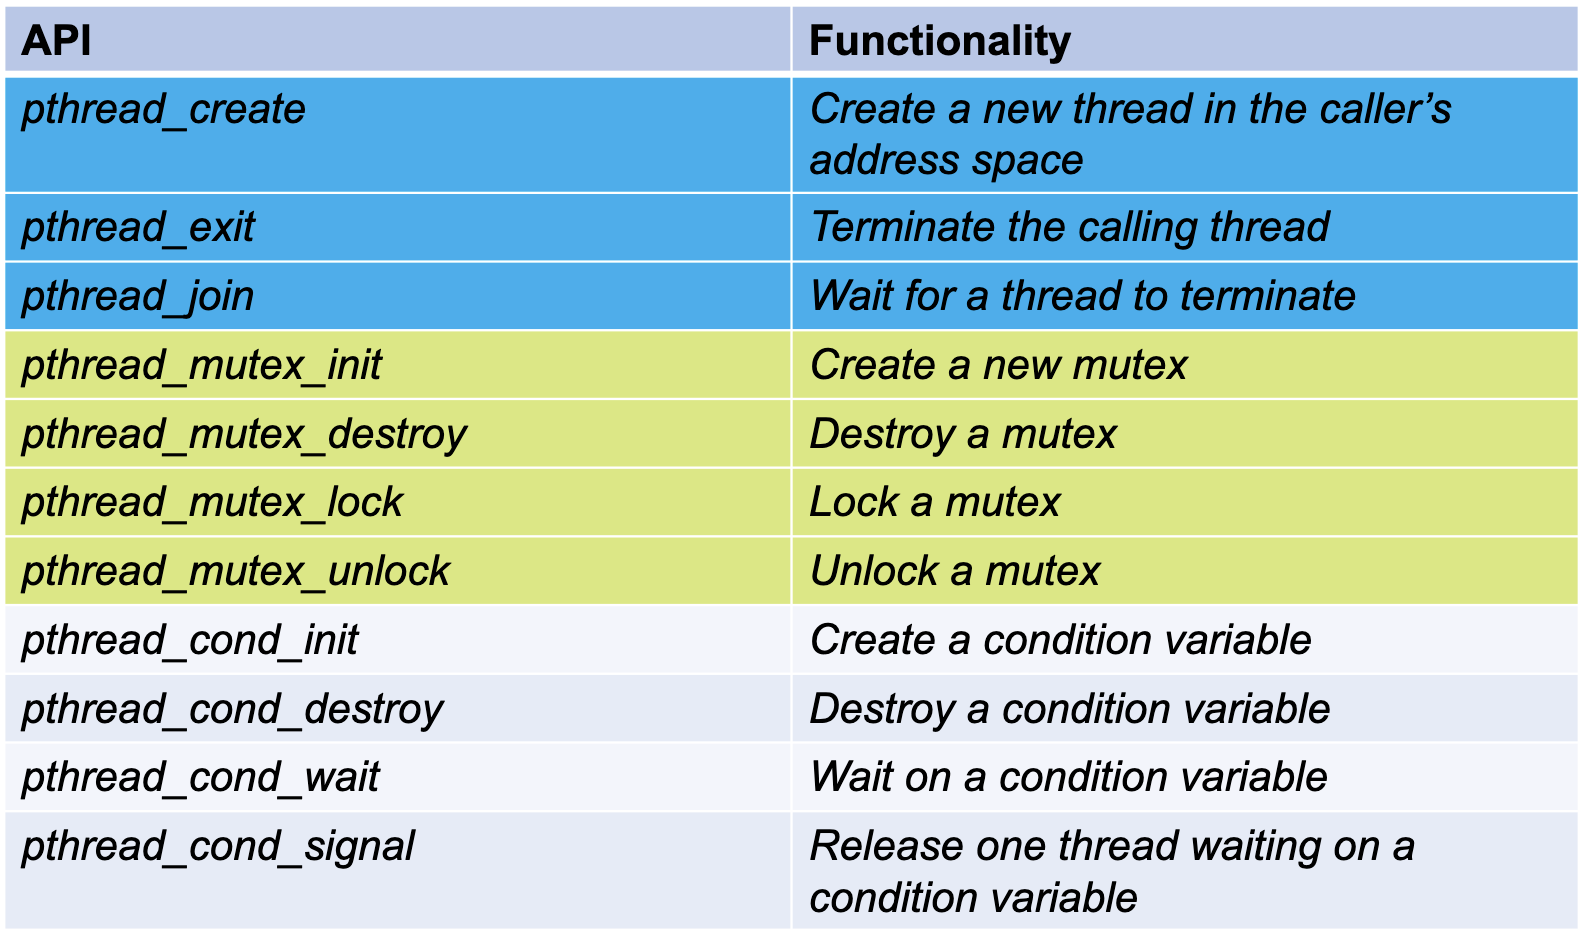 API
Functionality
pthread_create
Create a new thread in the caller’s
address space
pthread_exit
Terminate the calling thread
pthread_join
Wait for a thread to terminate
pthread_mutex_init
Create a new mutex
pthread_mutex_destroy
Destroy a mutex
pthread_mutex_lock
Lock a mutex
pthread_mutex_unlock
Unlock a mutex
pthread_cond_init
Create a condition variable
pthread_cond_destroy
Destroy a condition variable
pthread_cond_wait
Wait on a condition variable
pthread_cond_signal
Release one thread waiting on a
condition variable